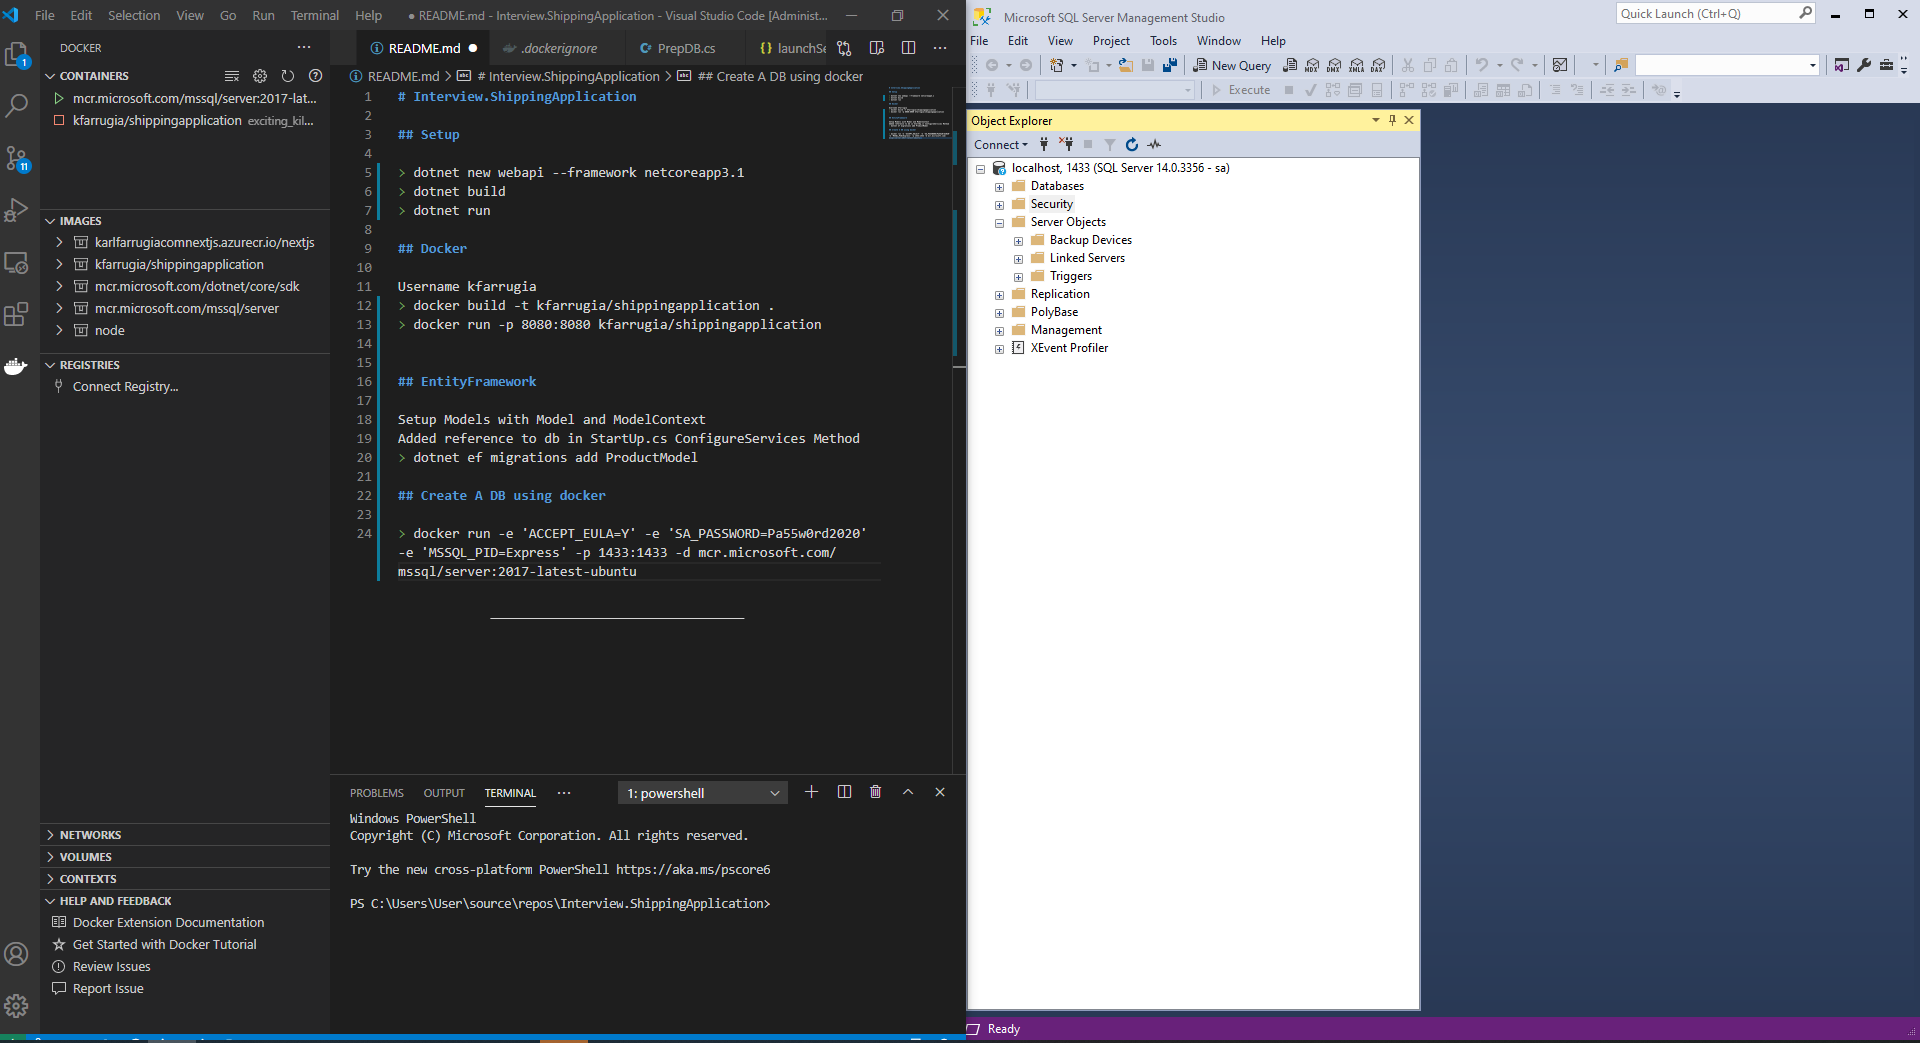 File Edit Selection View Go Run Terminal Help ● README.md - Interview.ShippingApplication - Visual Studio Code [Administ...
DOCKER ...
CONTAINERS
mcr.microsoft.com/mssql/server:2017-lat...
kfarrugia/shippingapplication exciting_kil...
IMAGES
karlfarrugiacomnextjs.azurecr.io/nextjs
kfarrugia/shippingapplication
mcr.microsoft.com/dotnet/core/sdk
mcr.microsoft.com/mssql/server
node
REGISTRIES
Connect Registry...
NETWORKS
VOLUMES
CONTEXTS
HELP AND FEEDBACK
Docker Extension Documentation
Get Started with Docker Tutorial
Review Issues
Report Issue
1
11
README.md ● .dockerignore C# PrepDB.cs {} launchSe
README.md > # Interview.ShippingApplication > ## Create A DB using docker
1 # Interview.ShippingApplication
2
3 ## Setup
4
5 > dotnet new webapi --framework netcoreapp3.1
6 > dotnet build
7 > dotnet run
8
9 ## Docker
10
11 Username kfarrugia
12 > docker build -t kfarrugia/shippingapplication .
13 > docker run -p 8080:8080 kfarrugia/shippingapplication
14
15
16 ## EntityFramework
17
18 Setup Models with Model and ModelContext
19 Added reference to db in StartUp.cs ConfigureServices Method
20 > dotnet ef migrations add ProductModel
21
22 ## Create A DB using docker
23
24 > docker run -e 'ACCEPT_EULA=Y' -e 'SA_PASSWORD=Pa55w0rd2020'
-e 'MSSQL_PID=Express' -p 1433:1433 -d mcr.microsoft.com/
mssql/server:2017-latest-ubuntu
PROBLEMS OUTPUT TERMINAL ... 1: powershell
Windows PowerShell
Copyright (C) Microsoft Corporation. All rights reserved.
Try the new cross-platform PowerShell https://aka.ms/pscore6
PS C:\Users\User\source\repos\Interview.ShippingApplication>
Microsoft SQL Server Management Studio
Quick Launch (Ctrl+Q)
File Edit View Project Tools Window Help
New Query MDX DMX XMLA DAX
Execute
Object Explorer
Connect
localhost, 1433 (SQL Server 14.0.3356 - sa)
Databases
Security
Server Objects
Backup Devices
Linked Servers
Triggers
Replication
PolyBase
Management
XEvent Profiler
Ready